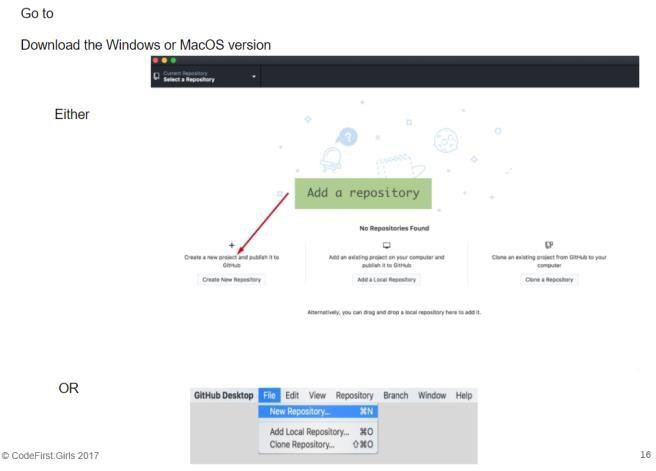 Go to
Download the Windows or MacOS version
Current Repository
Select a Repository
Either
?
Add a repository
No Repositories Found
Create a new project and publish it to
GitHub
Create New Repository
Add an existing project on your computer and
publish it to GitHub
Add a Local Repository
Clone an existing project from GitHub to your
computer
Clone a Repository
Alternatively, you can drag and drop a local repository here to add it.
OR
GitHub Desktop File Edit View Repository Branch Window Help
New Repository... ⌘N
Add Local Repository... ⌘O
Clone Repository... ⇧⌘O
© CodeFirst:Girls 2017
16